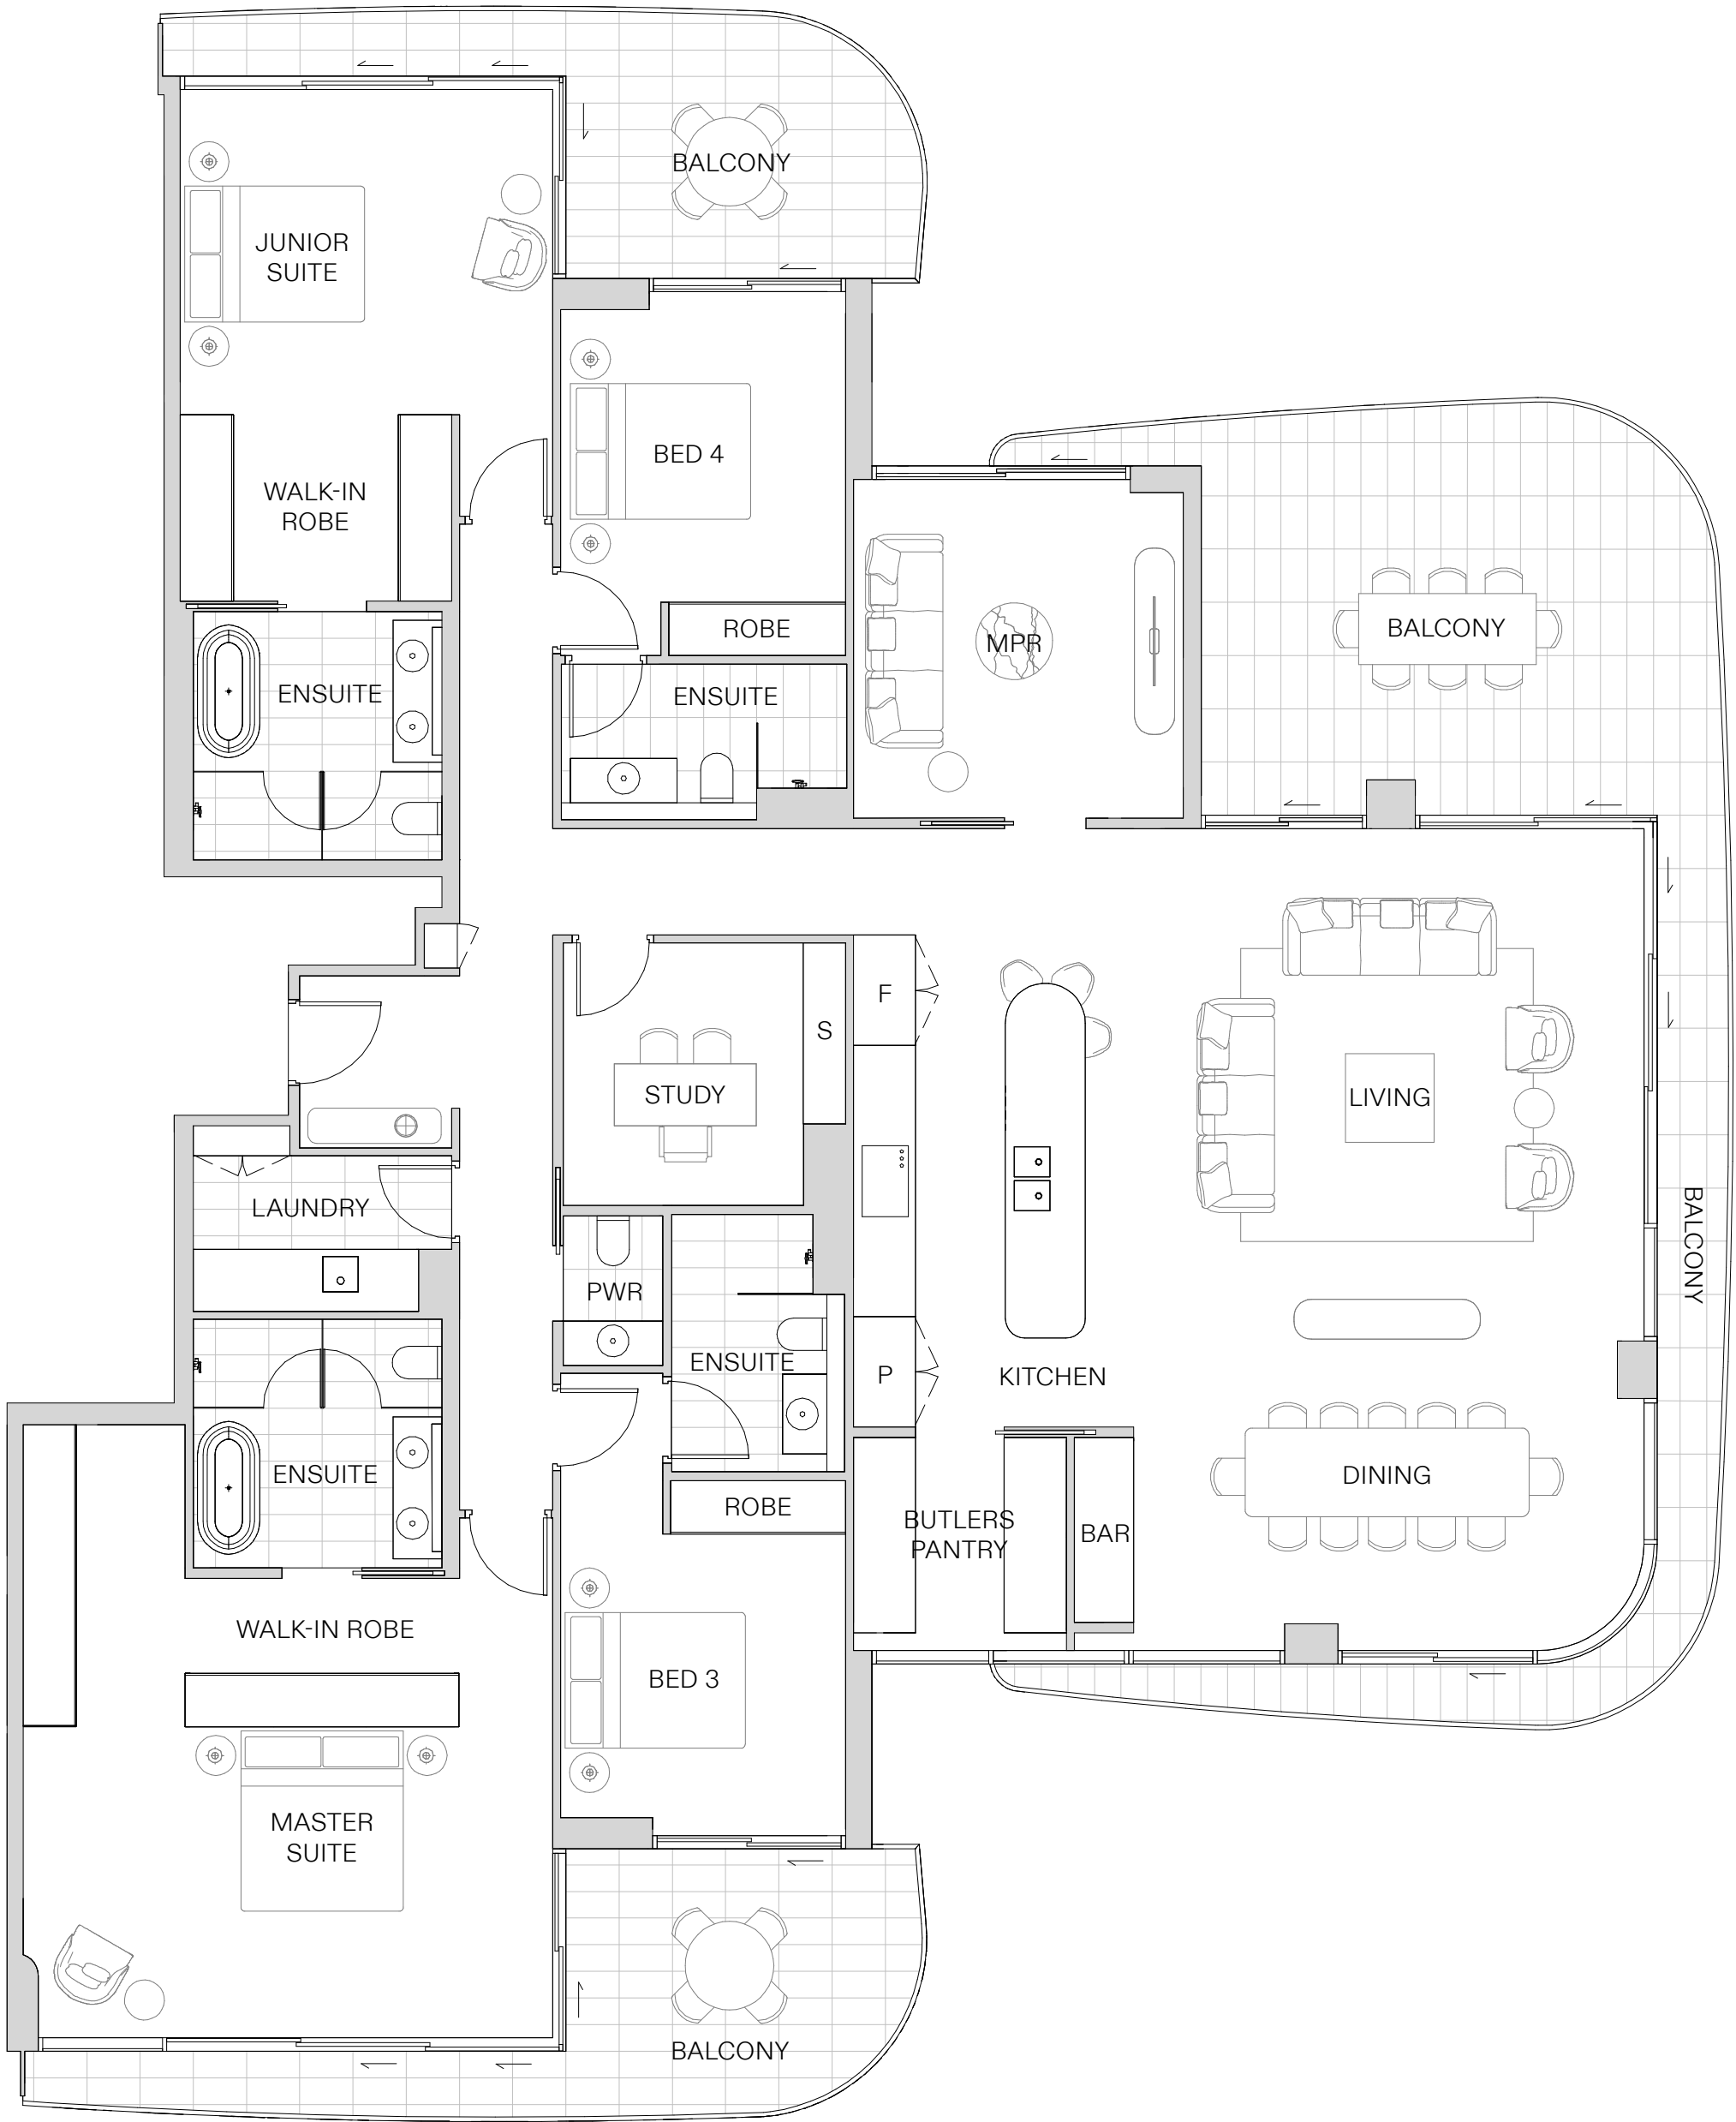 BALCONY
JUNIOR
SUITE
BED 4
WALK-IN
ROBE
ROBE
MPR
BALCONY
ENSUITE
ENSUITE
F
S
STUDY
LIVING
LAUNDRY
BALCONY
PWR
ENSUITE
P
KITCHEN
ENSUITE
DINING
ROBE
BUTLERS
PANTRY
BAR
WALK-IN ROBE
BED 3
MASTER
SUITE
BALCONY